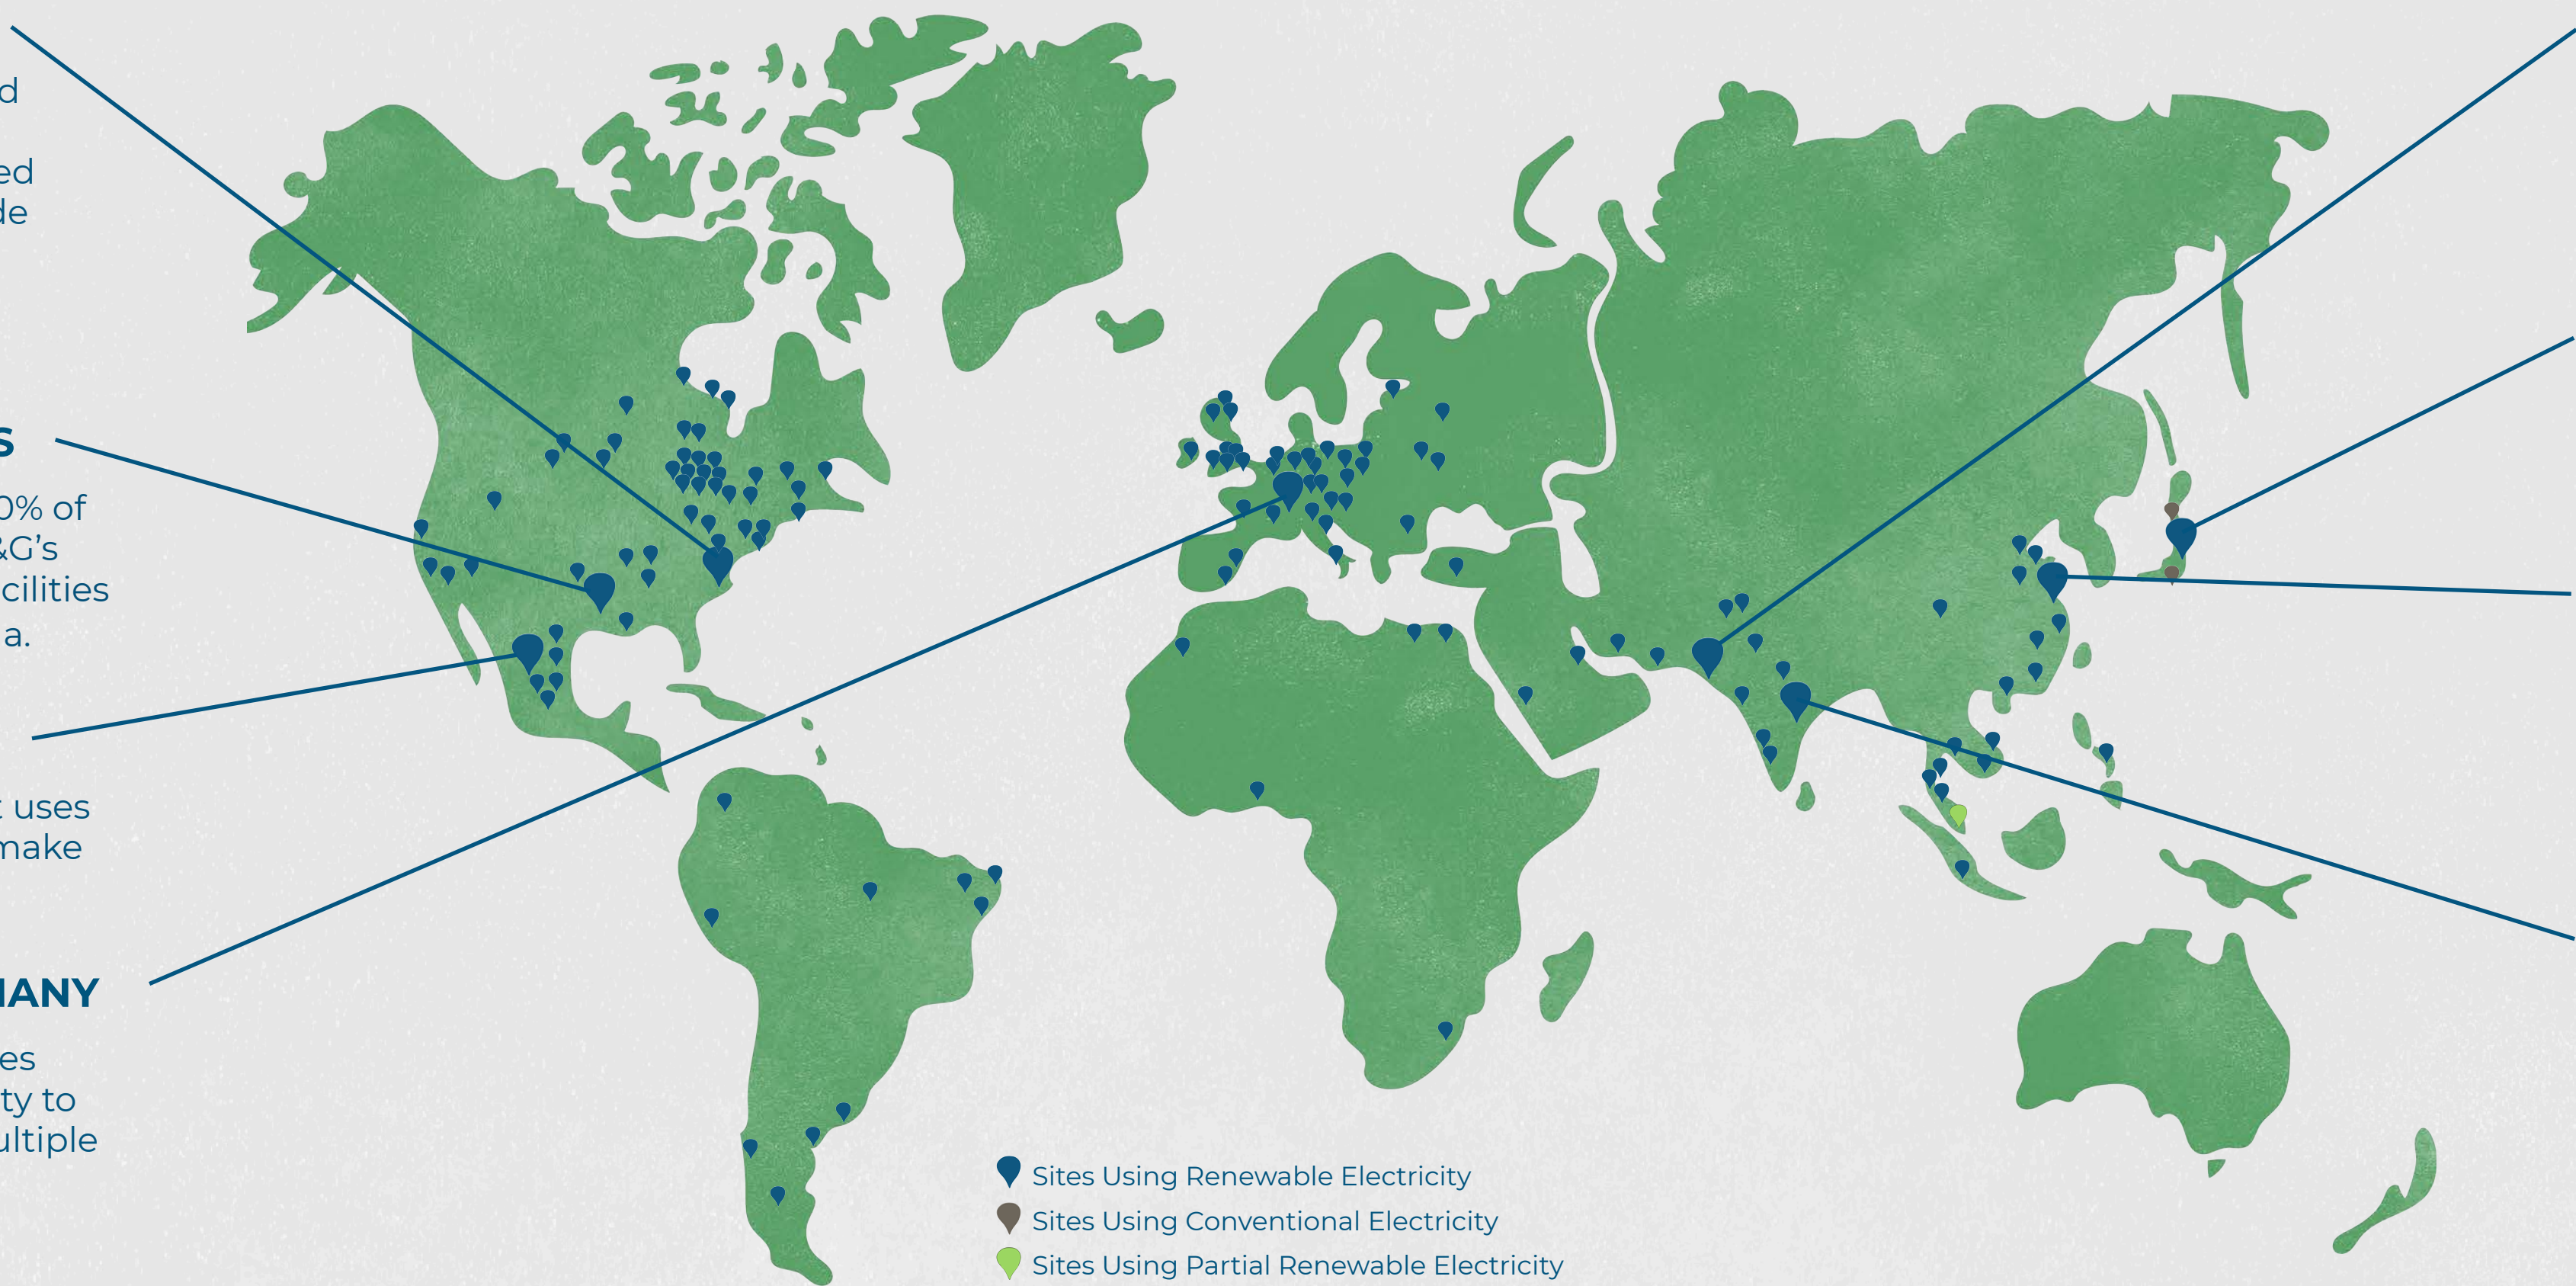 d
ed
de
S
0% of
&G's
cilities
a.
t uses
make
MANY
es
ty to
ultiple
Sites Using Renewable Electricity
Sites Using Conventional Electricity
Sites Using Partial Renewable Electricity